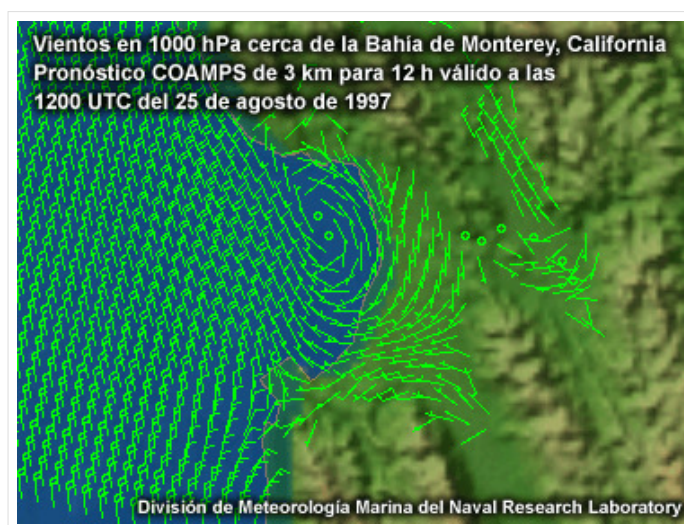 Vientos en 1000 hPa cerca de la Bahía de Monterey, California
Pronóstico COAMPS de 3 km para 12 h válido a las
1200 UTC del 25 de agosto de 1997
División de Meteorología Marina del Naval Research Laboratory